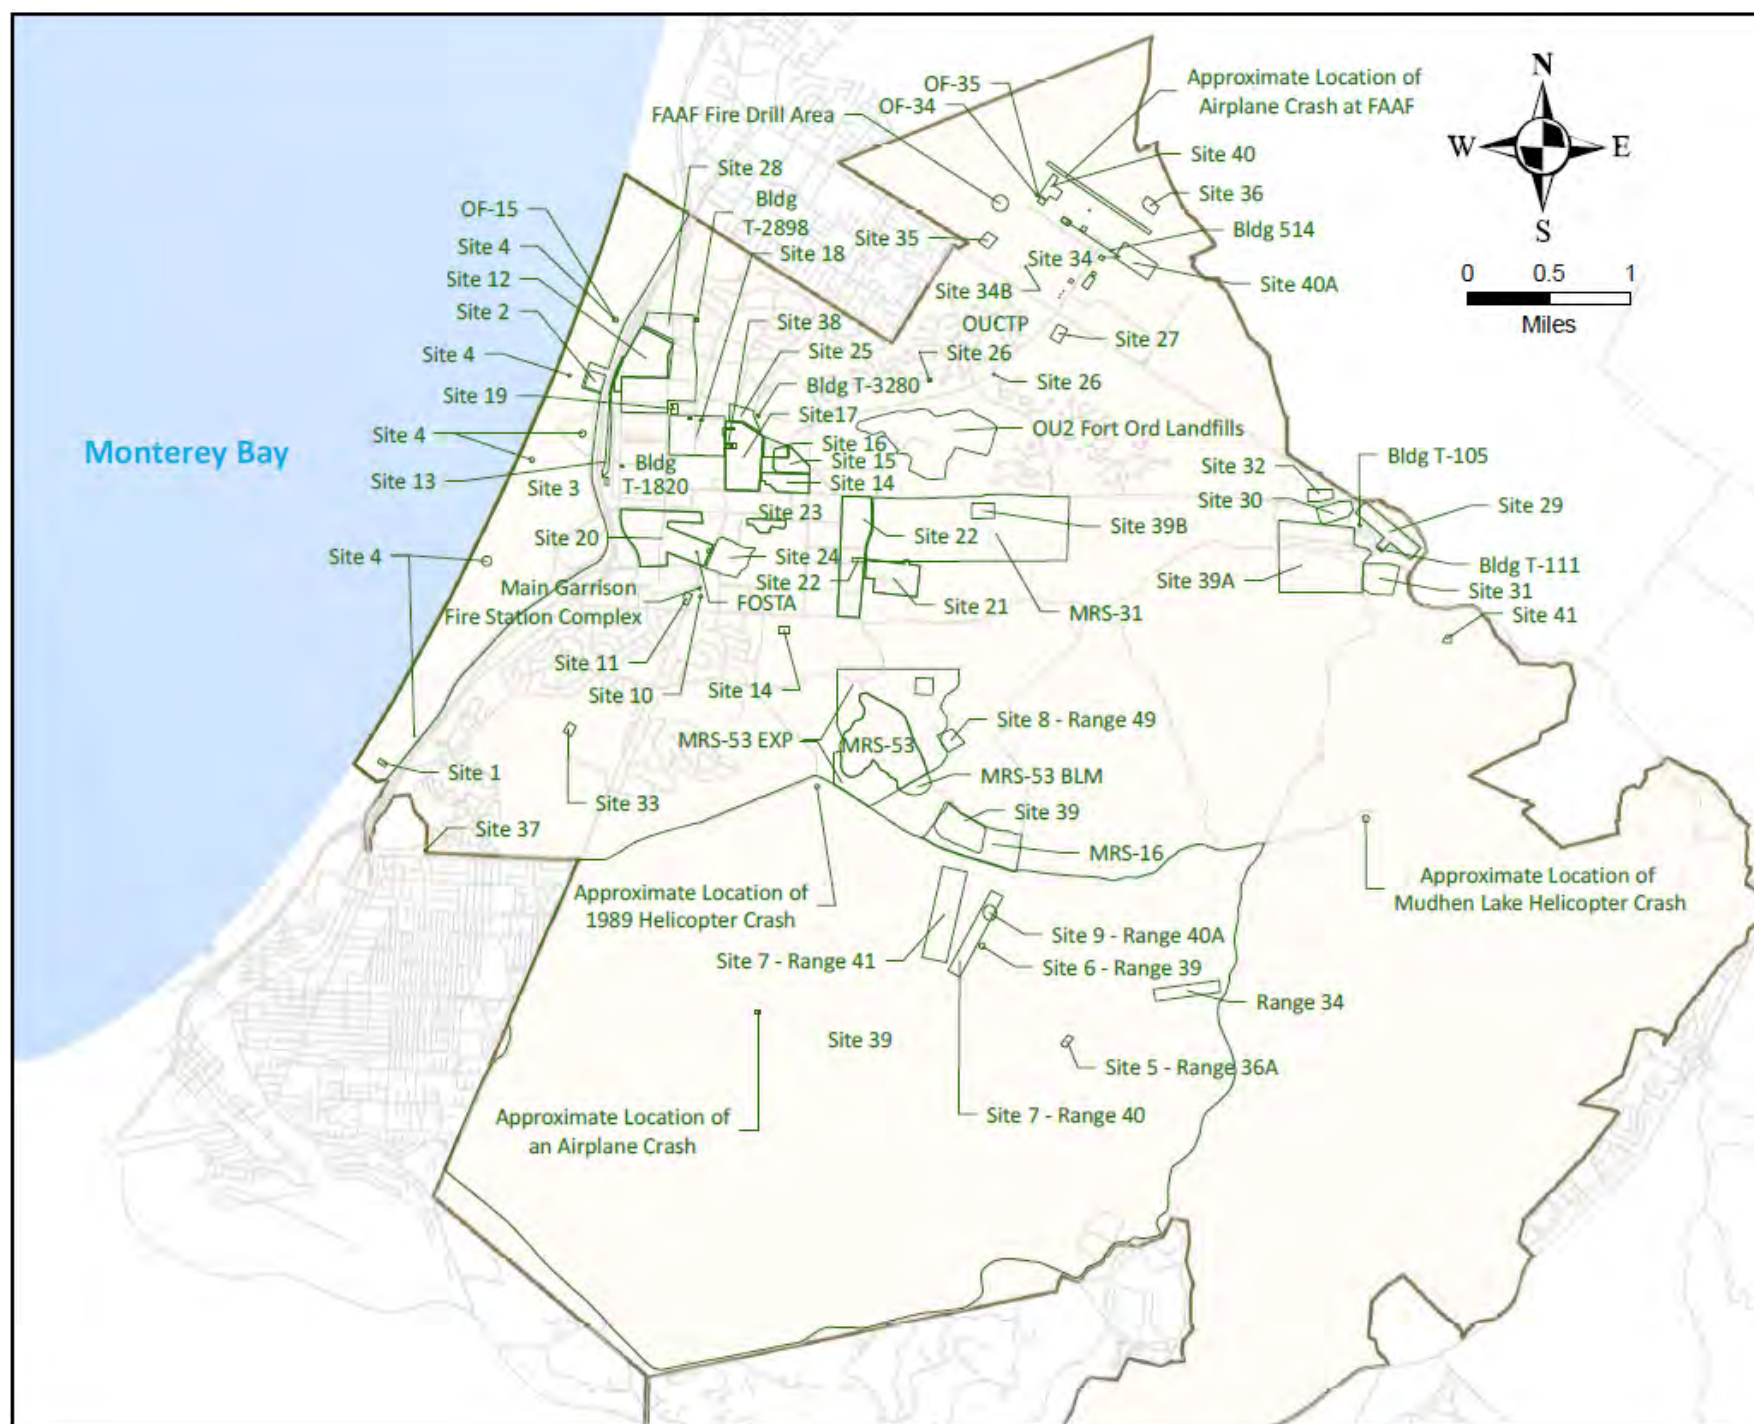 N
W
E
S
0 0.5 1
Miles
OF-35
OF-34
FAAF Fire Drill Area
Approximate Location of
Airplane Crash at FAAF
Site 40
Site 36
Bldg 514
Site 35
Site 34
Site 34B
Site 40A
OUCTP
Site 27
Site 28
Bldg
T-2898
Site 18
OF-15
Site 4
Site 12
Site 2
Site 4
Site 19
Site 4
Site 13
Site 3
Bldg
T-1820
Site 38
Site 25
Bldg T-3280
Site17
Site 16
Site 15
Site 14
Site 26
Site 26
OU2 Fort Ord Landfills
Monterey Bay
Site 23
Site 20
Site 24
Site 22
Site 22
Site 39B
Site 21
MRS-31
Site 4
Main Garrison
Fire Station Complex
FOSTA
Site 11
Site 10
Site 14
Bldg T-105
Site 32
Site 30
Site 29
Site 39A
Bldg T-111
Site 31
Site 41
Site 8 - Range 49
MRS-53 EXP
MRS-53
MRS-53 BLM
Site 1
Site 33
Site 37
Site 39
MRS-16
Approximate Location of
1989 Helicopter Crash
Approximate Location of
Mudhen Lake Helicopter Crash
Site 9 - Range 40A
Site 7 - Range 41
Site 6 - Range 39
Range 34
Site 39
Site 5 - Range 36A
Site 7 - Range 40
Approximate Location of
an Airplane Crash